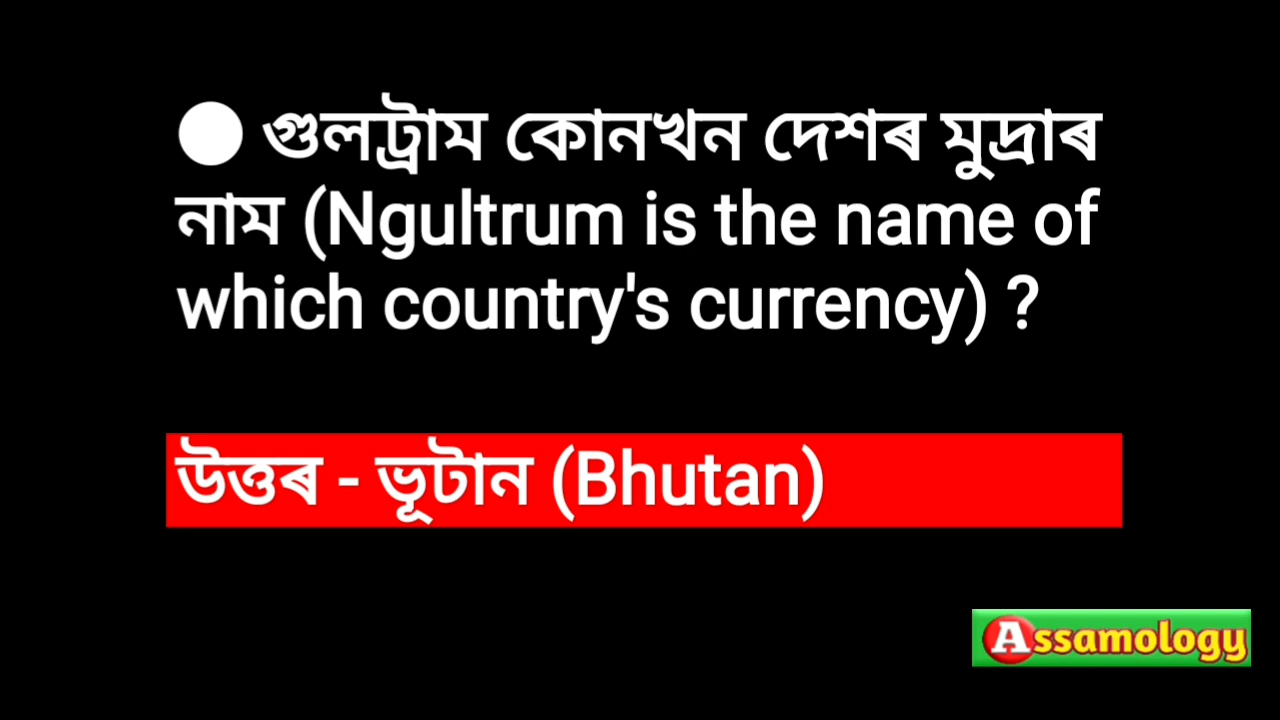 ● গুলট্ৰাম কোনখন দেশৰ মুদ্ৰাৰ
নাম (Ngultrum is the name of
which country's currency) ?
উত্তৰ - ভূটান (Bhutan)
Assamology